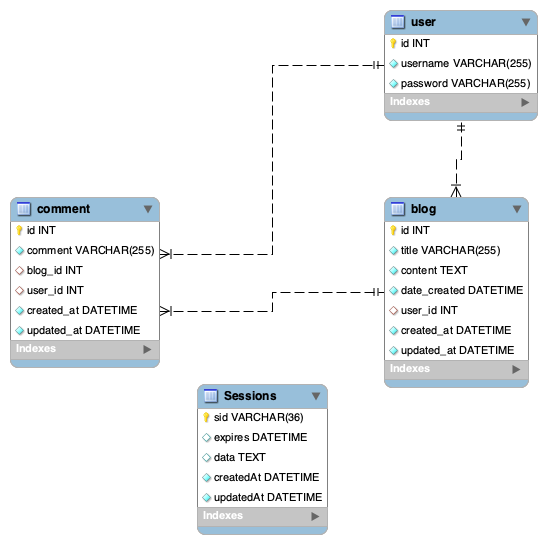 user
id INT
username VARCHAR(255)
password VARCHAR(255)
Indexes
comment
id INT
comment VARCHAR(255)
blog_id INT
user_id INT
created_at DATETIME
updated_at DATETIME
Indexes
blog
id INT
title VARCHAR(255)
content TEXT
date_created DATETIME
user_id INT
created_at DATETIME
updated_at DATETIME
Indexes
Sessions
sid VARCHAR(36)
expires DATETIME
data TEXT
createdAt DATETIME
updatedAt DATETIME
Indexes